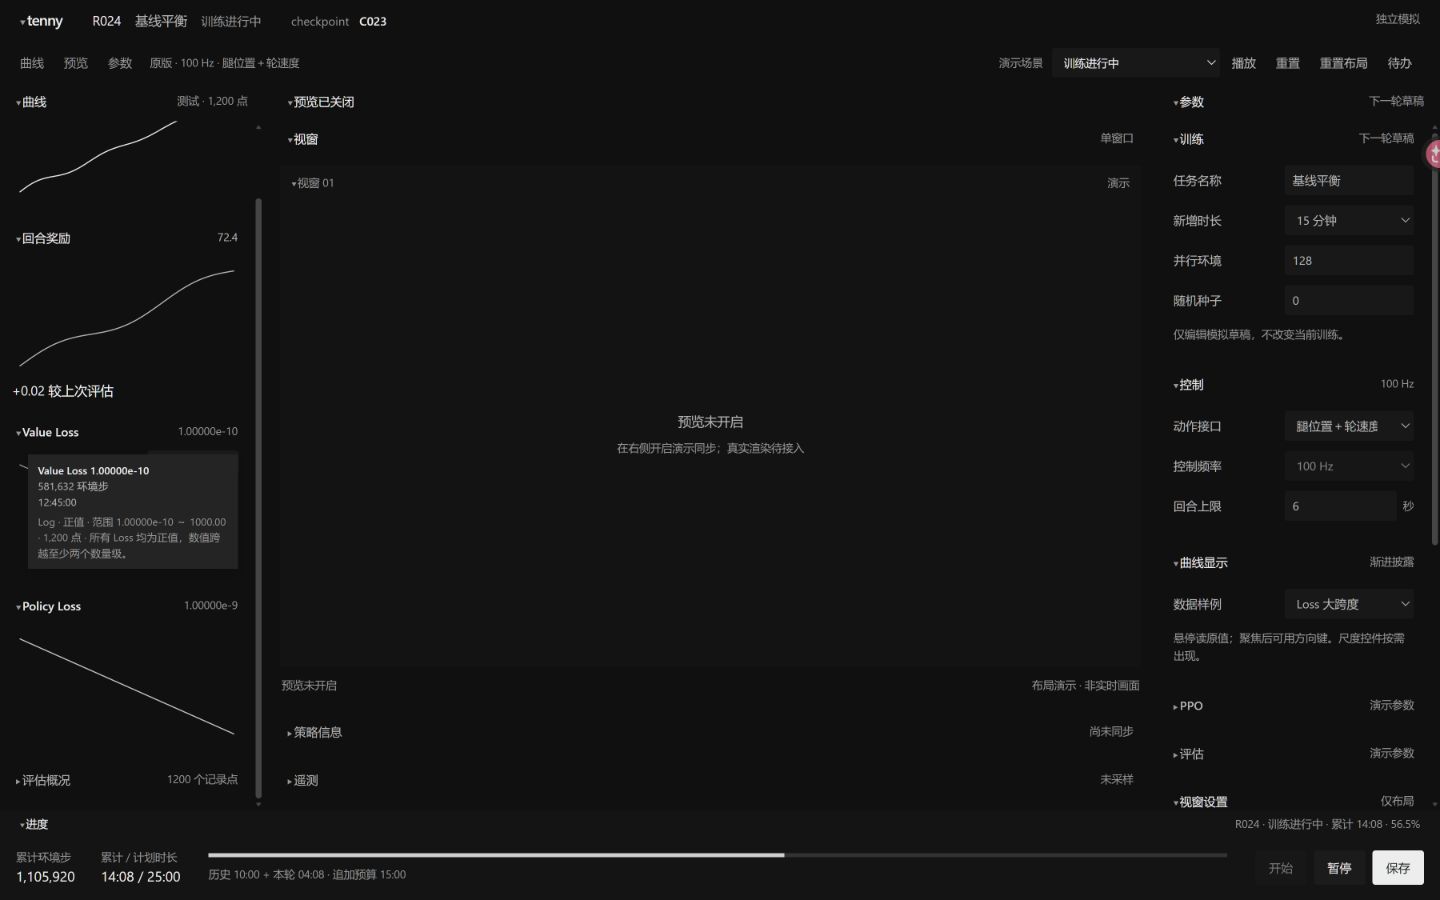 tenny R024 基线平衡 训练进行中 checkpoint C023 独立模拟
曲线 预览 参数 原版 · 100 Hz · 腿位置 + 轮速度 演示场景 训练进行中 播放 重置 重置布局 待办
曲线 测试 · 1,200 点
回合奖励 72.4
+0.02 较上次评估
Value Loss 1.00000e-10
Value Loss 1.00000e-10
581,632 环境步
12:45:00
Log · 正值 · 范围 1.00000e-10 – 1000.00
· 1,200 点 · 所有 Loss 均为正值，数值跨
越至少两个数量级。
Policy Loss 1.00000e-9
评估概况 1200 个记录点
预览已关闭
视窗 单窗口
视窗 01 演示
预览未开启
在右侧开启演示同步；真实渲染待接入
预览未开启 布局演示 · 非实时画面
策略信息 尚未同步
遥测 未采样
参数 下一轮草稿
训练 下一轮草稿
任务名称 基线平衡
新增时长 15 分钟
并行环境 128
随机种子 0
仅编辑模拟草稿，不改变当前训练。
控制 100 Hz
动作接口 腿位置 + 轮速度
控制频率 100 Hz
回合上限 6 秒
曲线显示 渐进披露
数据样例 Loss 大跨度
悬停读原值；聚焦后可用方向键。尺度控件按需
出现。
PPO 演示参数
评估 演示参数
视窗设置 仅布局
进度 R024 · 训练进行中 · 累计 14:08 · 56.5%
累计环境步 累计 / 计划时长
1,105,920 14:08 / 25:00 历史 10:00 + 本轮 04:08 · 追加预算 15:00 开始 暂停 保存